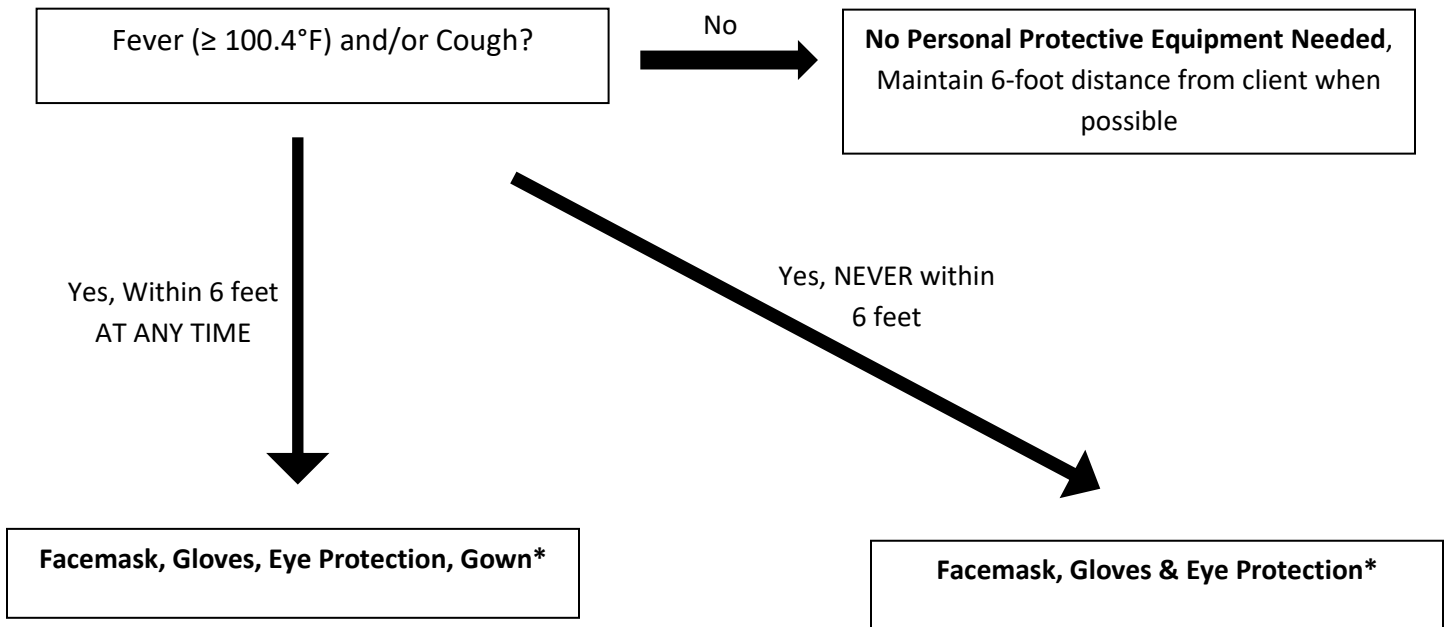 Fever (≥ 100.4°F) and/or Cough?
No
No Personal Protective Equipment Needed,
Maintain 6-foot distance from client when
possible
Yes, Within 6 feet
AT ANY TIME
Yes, NEVER within
6 feet
Facemask, Gloves, Eye Protection, Gown*
Facemask, Gloves & Eye Protection*